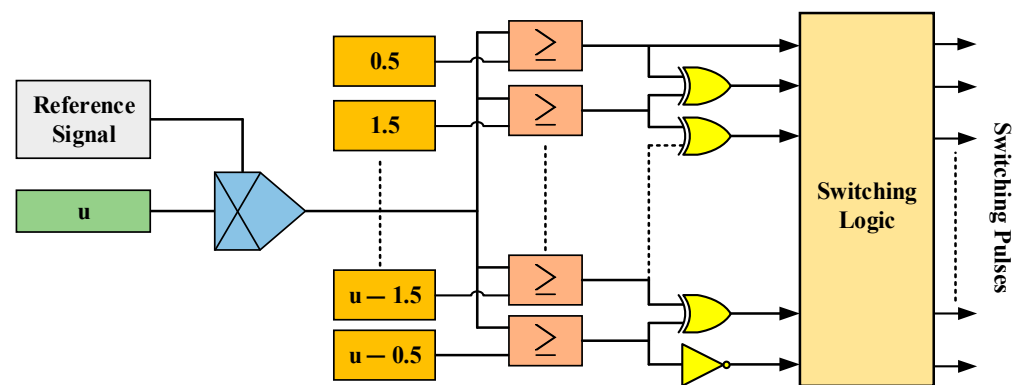 Reference
Signal
u
0.5
1.5
u — 1.5
u — 0.5
≥
≥
≥
≥
Switching
Logic
Switching Pulses